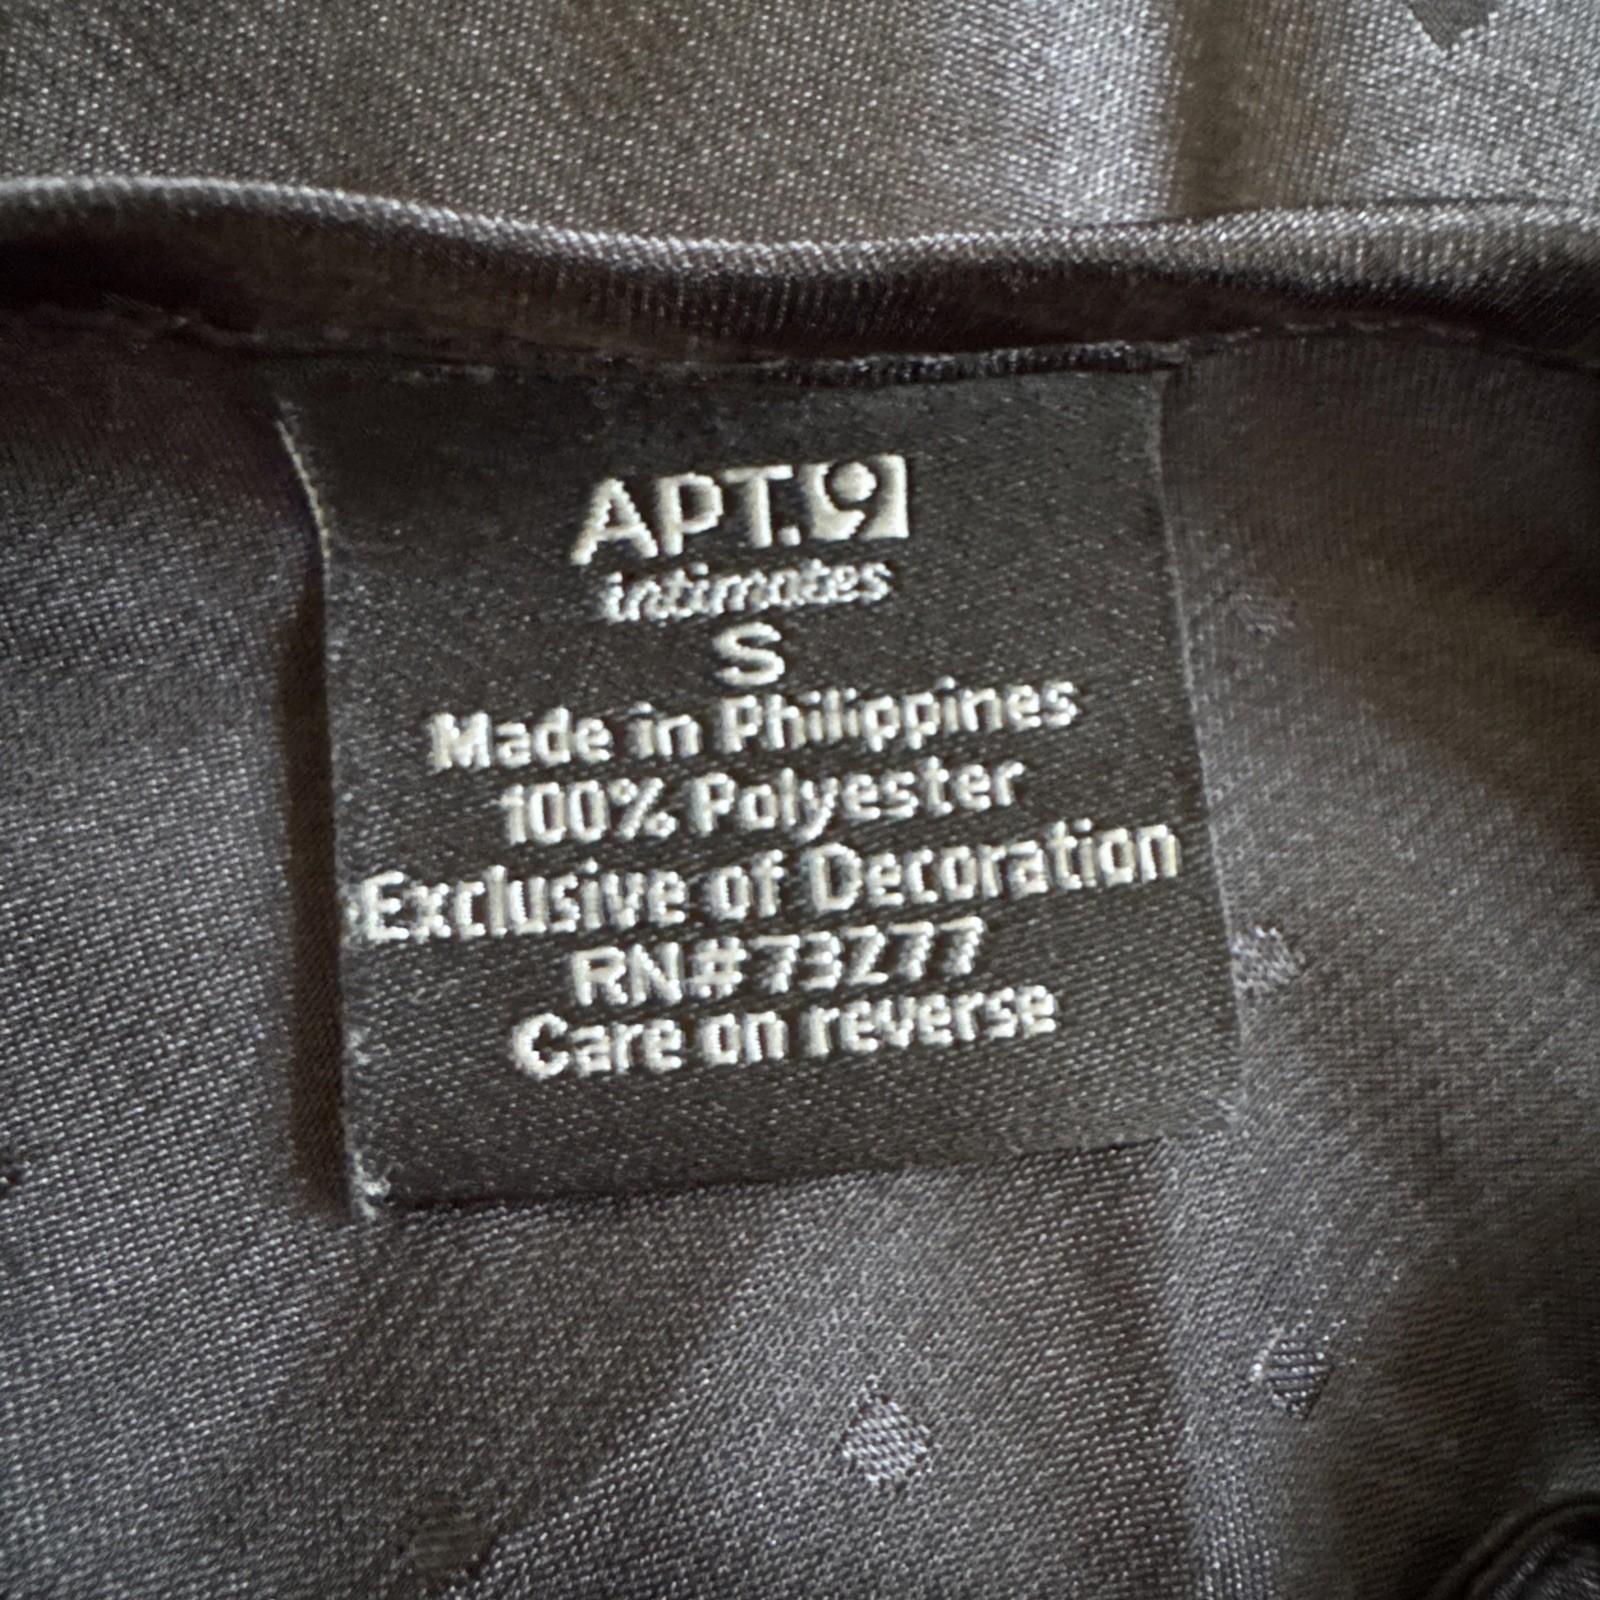 APT.9
intimates
S
Made in Philippines
100% Polyester
Exclusive of Decoration
RN#73277
Care on reverse